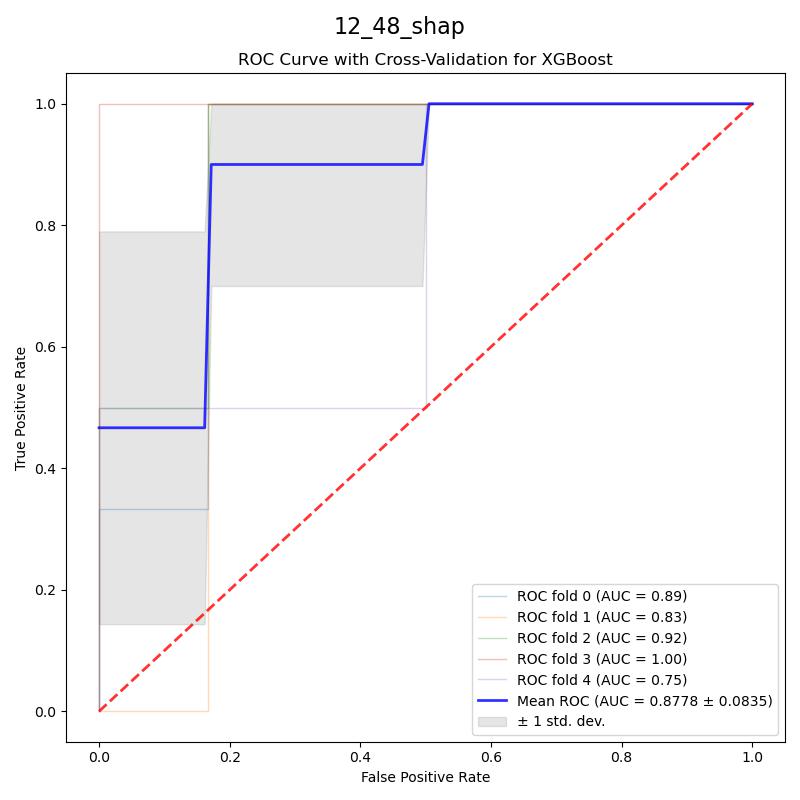 12_48_shap
ROC Curve with Cross-Validation for XGBoost
True Positive Rate
1.0
0.8
0.6
0.4
0.2
0.0
0.0 0.2 0.4 0.6 0.8 1.0
False Positive Rate
ROC fold 0 (AUC = 0.89)
ROC fold 1 (AUC = 0.83)
ROC fold 2 (AUC = 0.92)
ROC fold 3 (AUC = 1.00)
ROC fold 4 (AUC = 0.75)
Mean ROC (AUC = 0.8778 ± 0.0835)
± 1 std. dev.